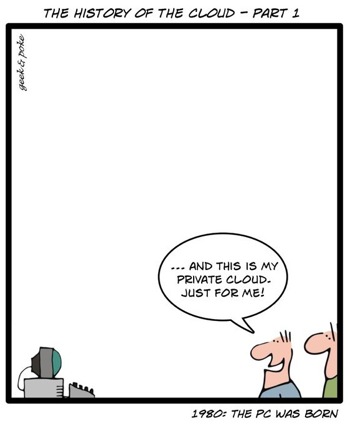 THE HISTORY OF THE CLOUD - PART 1
geek & poke
... AND THIS IS MY
PRIVATE CLOUD.
JUST FOR ME!
1980: THE PC WAS BORN